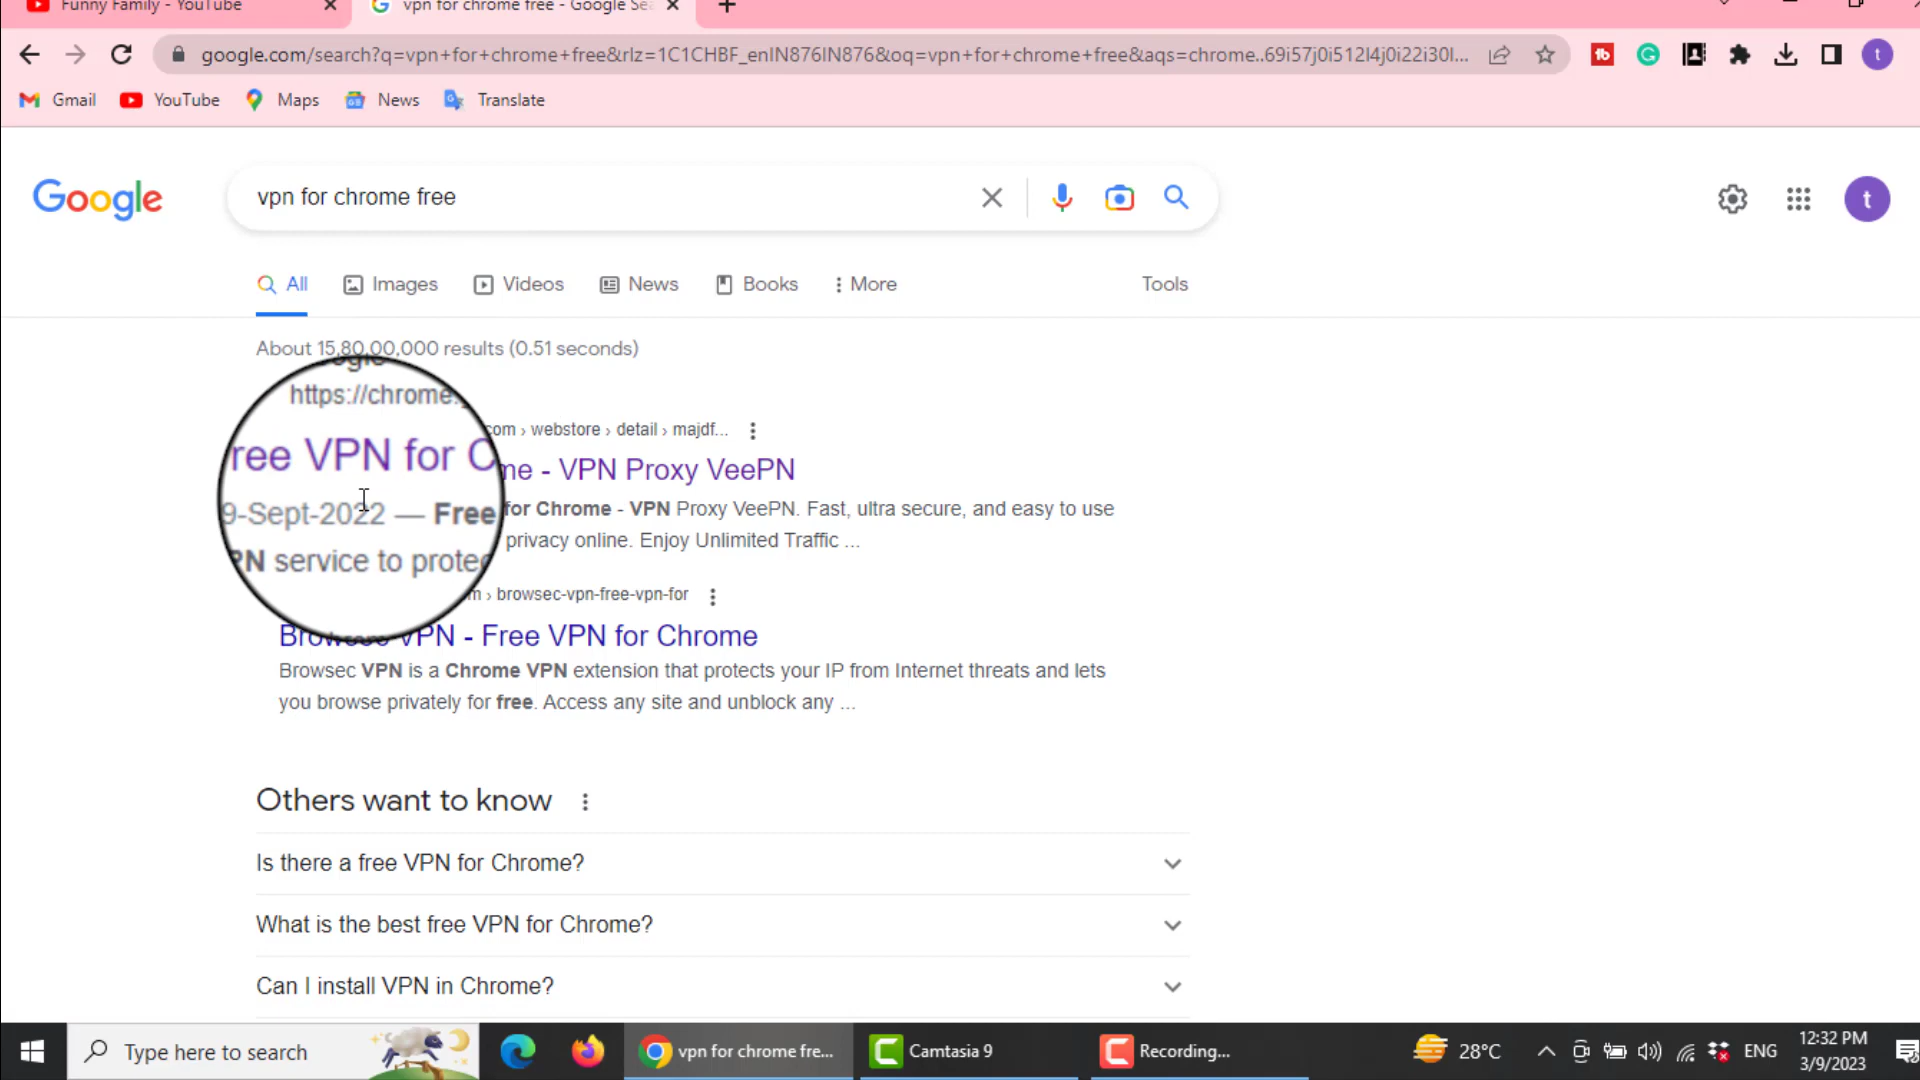 Funny Family - YouTube
vpn for chrome free - Google Sea
google.com/search?q=vpn+for+chrome+free&rlz=1C1CHBF_enIN876IN876&oq=vpn+for+chrome+free&aqs=chrome..69i57j0i512l4j0i22i30l...
Gmail YouTube Maps News Translate
Google vpn for chrome free t
All Images Videos News Books More Tools
About 15,80,00,000 results (0.51 seconds)
https://chrome. com › webstore › detail › majdf...
ree VPN for C me - VPN Proxy VeePN
9-Sept-2022 — Free for Chrome - VPN Proxy VeePN. Fast, ultra secure, and easy to use
PN service to protec privacy online. Enjoy Unlimited Traffic ...
m › browsec-vpn-free-vpn-for
VPN - Free VPN for Chrome
Browsec VPN is a Chrome VPN extension that protects your IP from Internet threats and lets
you browse privately for free. Access any site and unblock any ...
Others want to know
Is there a free VPN for Chrome?
What is the best free VPN for Chrome?
Can I install VPN in Chrome?
Type here to search vpn for chrome fre... Camtasia 9 Recording... 28°C ENG 12:32 PM
3/9/2023